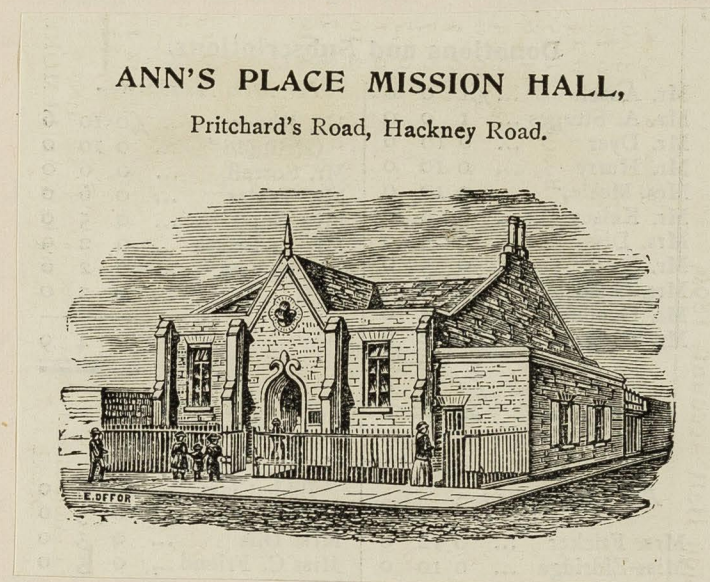 ANN'S PLACE MISSION HALL,
Pritchard's Road, Hackney Road.
E. OFFOR